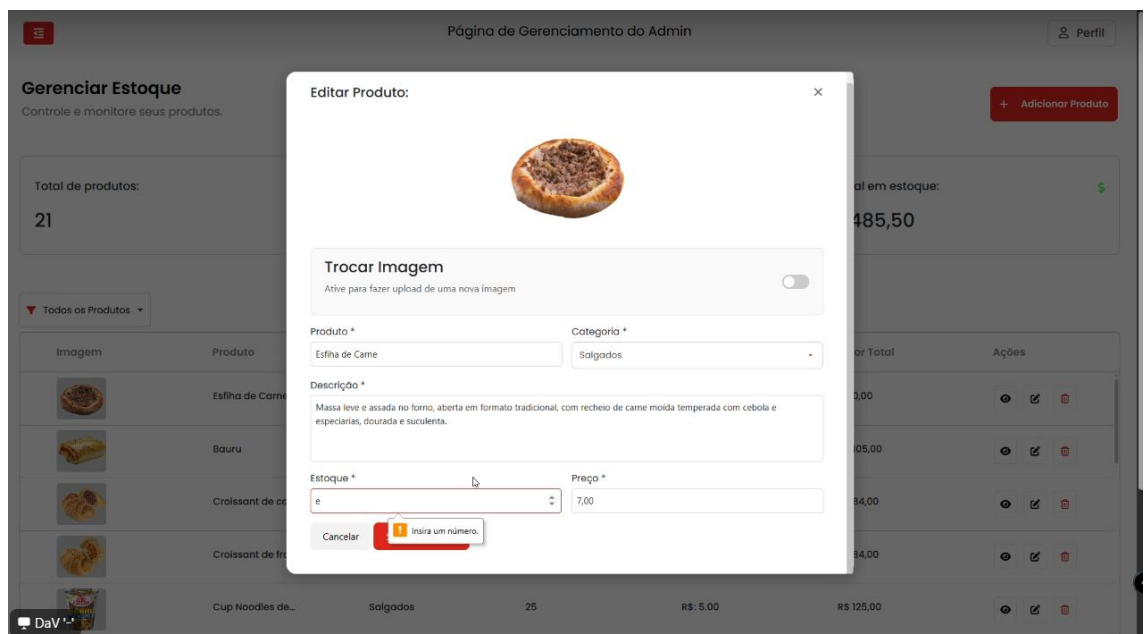 Página de Gerenciamento do Admin
Perfil
Gerenciar Estoque
Controle e monitore seus produtos.
+ Adicionar Produto
Editar Produto:
Total de produtos:
21
al em estoque:
$
485,50
Trocar Imagem
Ative para fazer upload de uma nova imagem
Todos os Produtos
Produto *
Categoria *
Esfiha de Carne
Salgados
Imagem
Produto
or Total
Ações
Descrição *
Massa leve e assada no forno, aberta em formato tradicional, com recheio de carne moída temperada com cebola e
especiarias, dourada e suculenta.
Esfiha de Carne
0,00
Bauru
105,00
Estoque *
Preço *
e
7,00
Croissant de co
84,00
Insira um número.
Cancelar
Croissant de fra
84,00
Cup Noodles de...
Salgados
25
R$: 5.00
R$ 125,00
DaV '-'